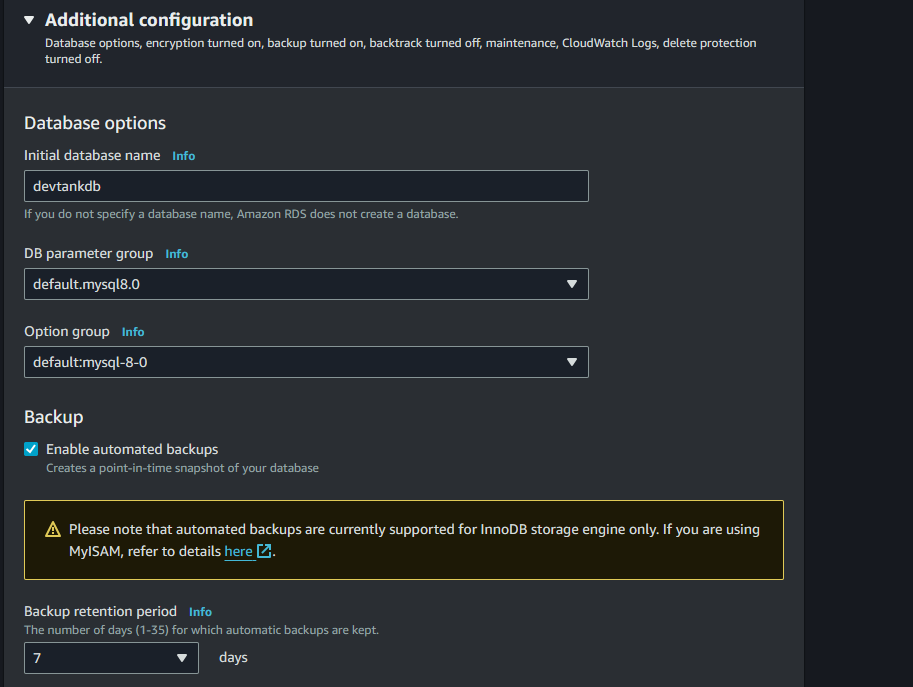 Additional configuration
Database options, encryption turned on, backup turned on, backtrack turned off, maintenance, CloudWatch Logs, delete protection
turned off.
Database options
Initial database name Info
devtankdb
If you do not specify a database name, Amazon RDS does not create a database.
DB parameter group Info
default.mysql8.0
Option group Info
default:mysql-8-0
Backup
Enable automated backups
Creates a point-in-time snapshot of your database
Please note that automated backups are currently supported for InnoDB storage engine only. If you are using
MyISAM, refer to details here.
Backup retention period Info
The number of days (1-35) for which automatic backups are kept.
7 days